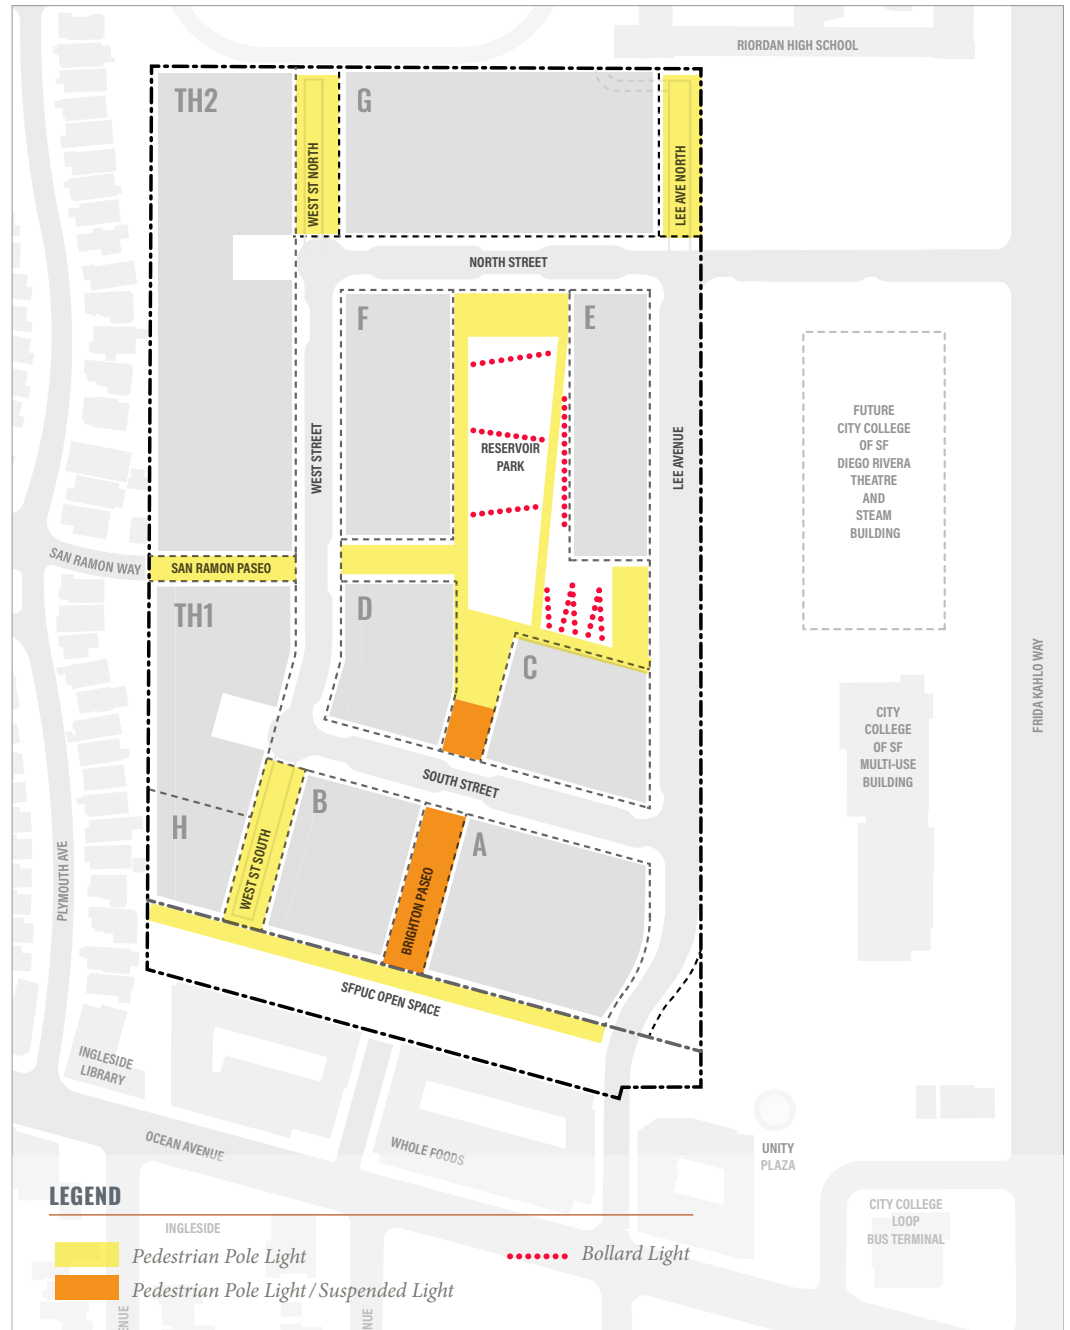 RIORDAN HIGH SCHOOL
TH2
G
WEST ST NORTH
LEE AVE NORTH
NORTH STREET
F
E
WEST STREET
RESERVOIR
PARK
LEE AVENUE
FUTURE
CITY COLLEGE
OF SF
DIEGO RIVERA
THEATRE
AND
STEAM
BUILDING
SAN RAMON WAY
SAN RAMON PASEO
TH1
D
C
FRIDA KAHLO WAY
CITY
COLLEGE
OF SF
MULTI-USE
BUILDING
SOUTH STREET
B
H
A
WEST ST SOUTH
BRIGHTON PASEO
PLYMOUTH AVE
SFPUC OPEN SPACE
INGLESIDE
LIBRARY
OCEAN AVENUE
WHOLE FOODS
UNITY
PLAZA
CITY COLLEGE
LOOP
BUS TERMINAL
LEGEND
INGLESIDE
Pedestrian Pole Light
Bollard Light
Pedestrian Pole Light / Suspended Light